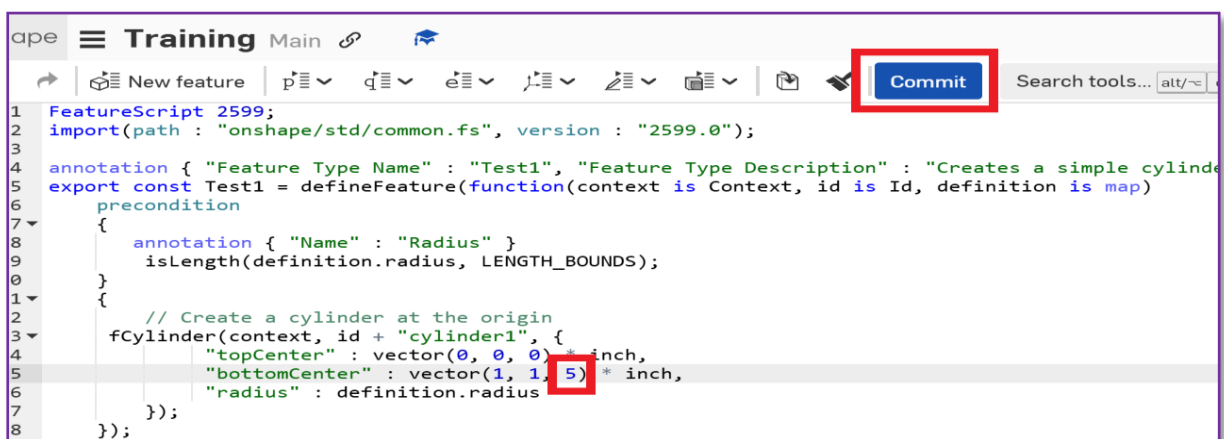 ape Training Main
New feature Commit Search tools... alt/⌥
1 FeatureScript 2599;
2 import(path : "onshape/std/common.fs", version : "2599.0");
3
4 annotation { "Feature Type Name" : "Test1", "Feature Type Description" : "Creates a simple cylinde
5 export const Test1 = defineFeature(function(context is Context, id is Id, definition is map)
6 precondition
7 {
8 annotation { "Name" : "Radius" }
9 isLength(definition.radius, LENGTH_BOUNDS);
0 }
1 {
2 // Create a cylinder at the origin
3 fCylinder(context, id + "cylinder1", {
4 "topCenter" : vector(0, 0, 0) * inch,
5 "bottomCenter" : vector(1, 1, 5) * inch,
6 "radius" : definition.radius
7 });
8 });